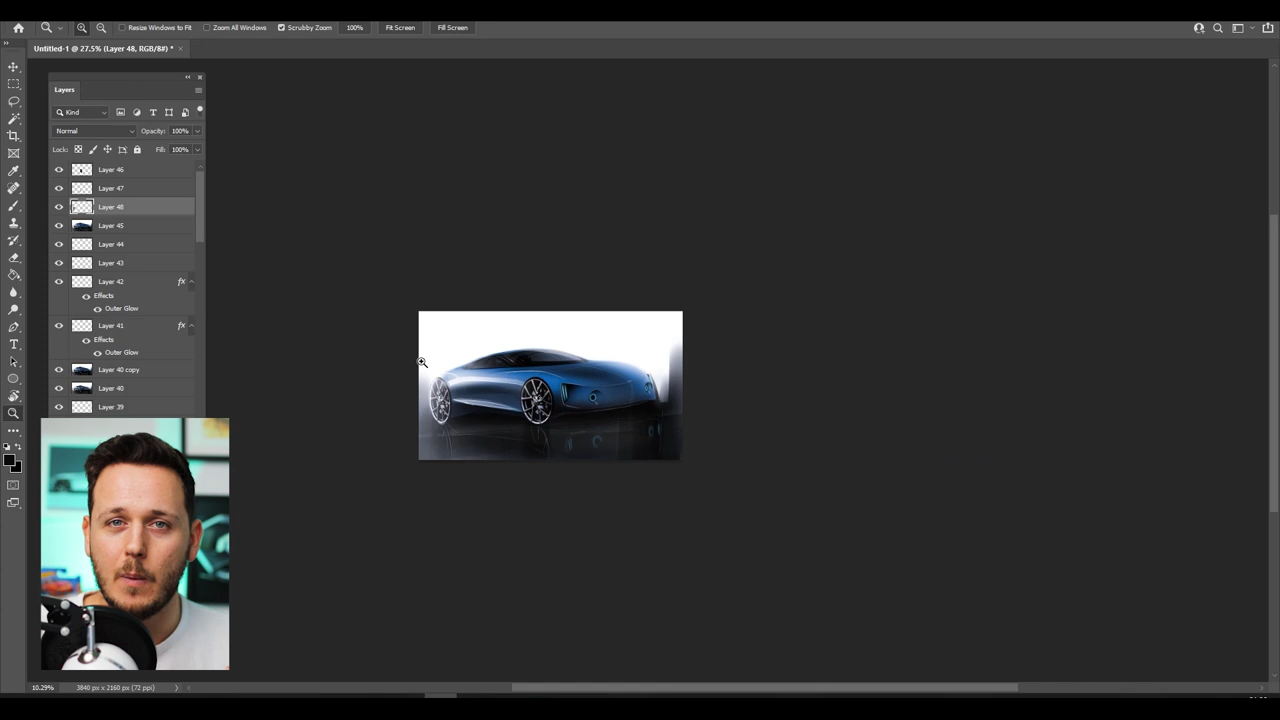 Resize Windows to Fit Zoom All Windows Scrubby Zoom 100% Fit Screen Fill Screen
Untitled-1 @ 27.5% (Layer 48, RGB/8#) *
Layers
Kind
Normal Opacity: 100%
Lock: Fill: 100%
Layer 46
Layer 47
Layer 48
Layer 45
Layer 44
Layer 43
Layer 42 fx
Effects
Outer Glow
Layer 41 fx
Effects
Outer Glow
Layer 40 copy
Layer 40
Layer 39
10.29% 3840 px x 2160 px (72 ppi)